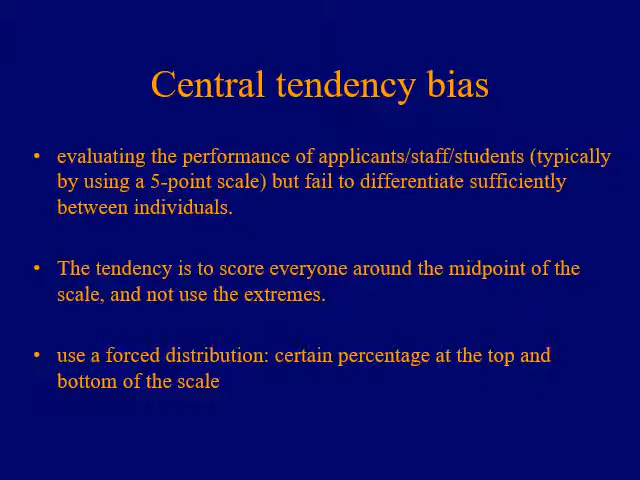 Central tendency bias
• evaluating the performance of applicants/staff/students (typically
by using a 5-point scale) but fail to differentiate sufficiently
between individuals.
• The tendency is to score everyone around the midpoint of the
scale, and not use the extremes.
• use a forced distribution: certain percentage at the top and
bottom of the scale